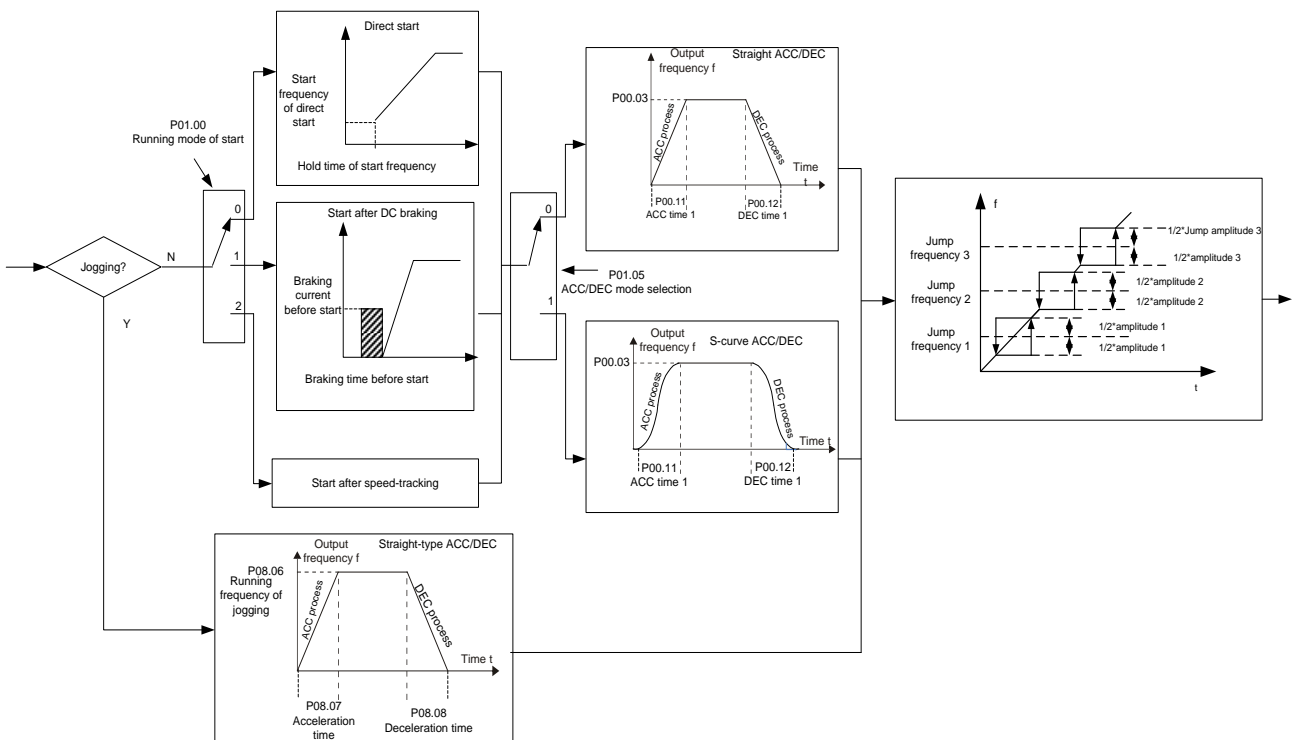 Direct start
Start
frequency
of direct
start
Hold time of start frequency
P01.00
Running mode of start
0
1
2
Jogging?
N
Y
Start after DC braking
Braking
current
before start
Braking time before start
Start after speed-tracking
0
1
P01.05
ACC/DEC mode selection
Output
frequency f
Straight ACC/DEC
P00.03
ACC process
DEC process
Time
t
P00.11
ACC time 1
P00.12
DEC time 1
Output
frequency f
S-curve ACC/DEC
P00.03
ACC process
DEC process
Time t
P00.11
ACC time 1
P00.12
DEC time 1
Output
frequency f
Straight-type ACC/DEC
P08.06
Running
frequency of
jogging
ACC process
DEC process
Time t
P08.07
Acceleration
time
P08.08
Deceleration time
f
Jump
frequency 3
Jump
frequency 2
Jump
frequency 1
1/2*Jump amplitude 3
1/2*amplitude 3
1/2*amplitude 2
1/2*amplitude 2
1/2*amplitude 1
1/2*amplitude 1
t